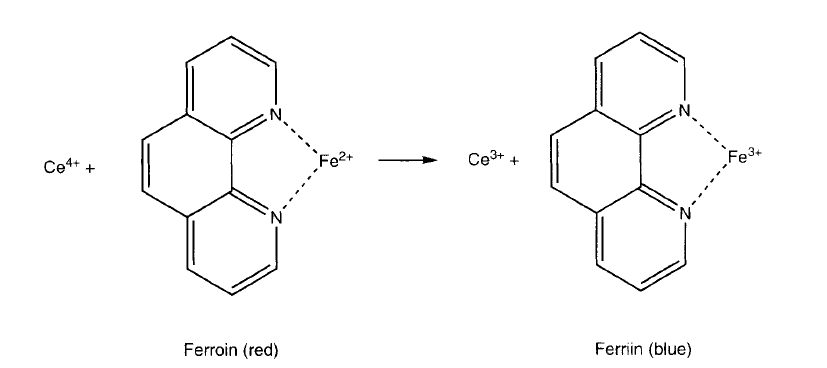 N N
Ce⁴⁺ + Fe²⁺ Ce³⁺ + Fe³⁺
N N
Ferroin (red) Ferriin (blue)